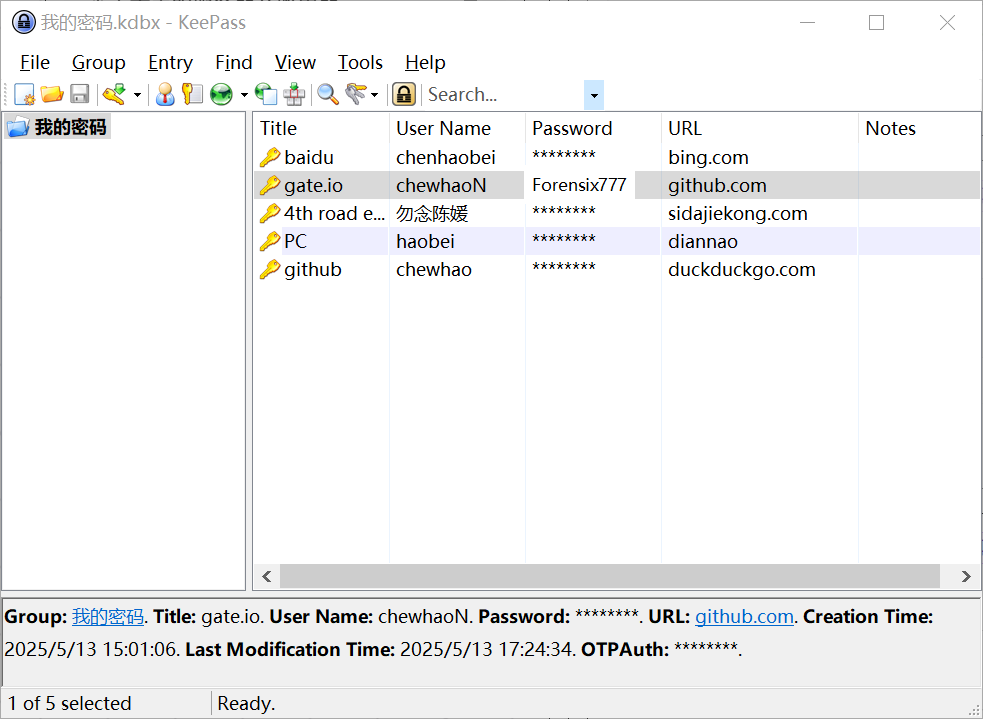 我的密码.kdbx - KeePass
File Group Entry Find View Tools Help
Search...
我的密码
Title User Name Password URL Notes
baidu chenhaobei ******** bing.com
gate.io chewhaoN Forensix777 github.com
4th road e... 勿念陈媛 ******** sidajiekong.com
PC haobei ******** diannao
github chewhao ******** duckduckgo.com
Group: 我的密码. Title: gate.io. User Name: chewhaoN. Password: ********. URL: github.com. Creation Time:
2025/5/13 15:01:06. Last Modification Time: 2025/5/13 17:24:34. OTPAuth: ********.
1 of 5 selected Ready.